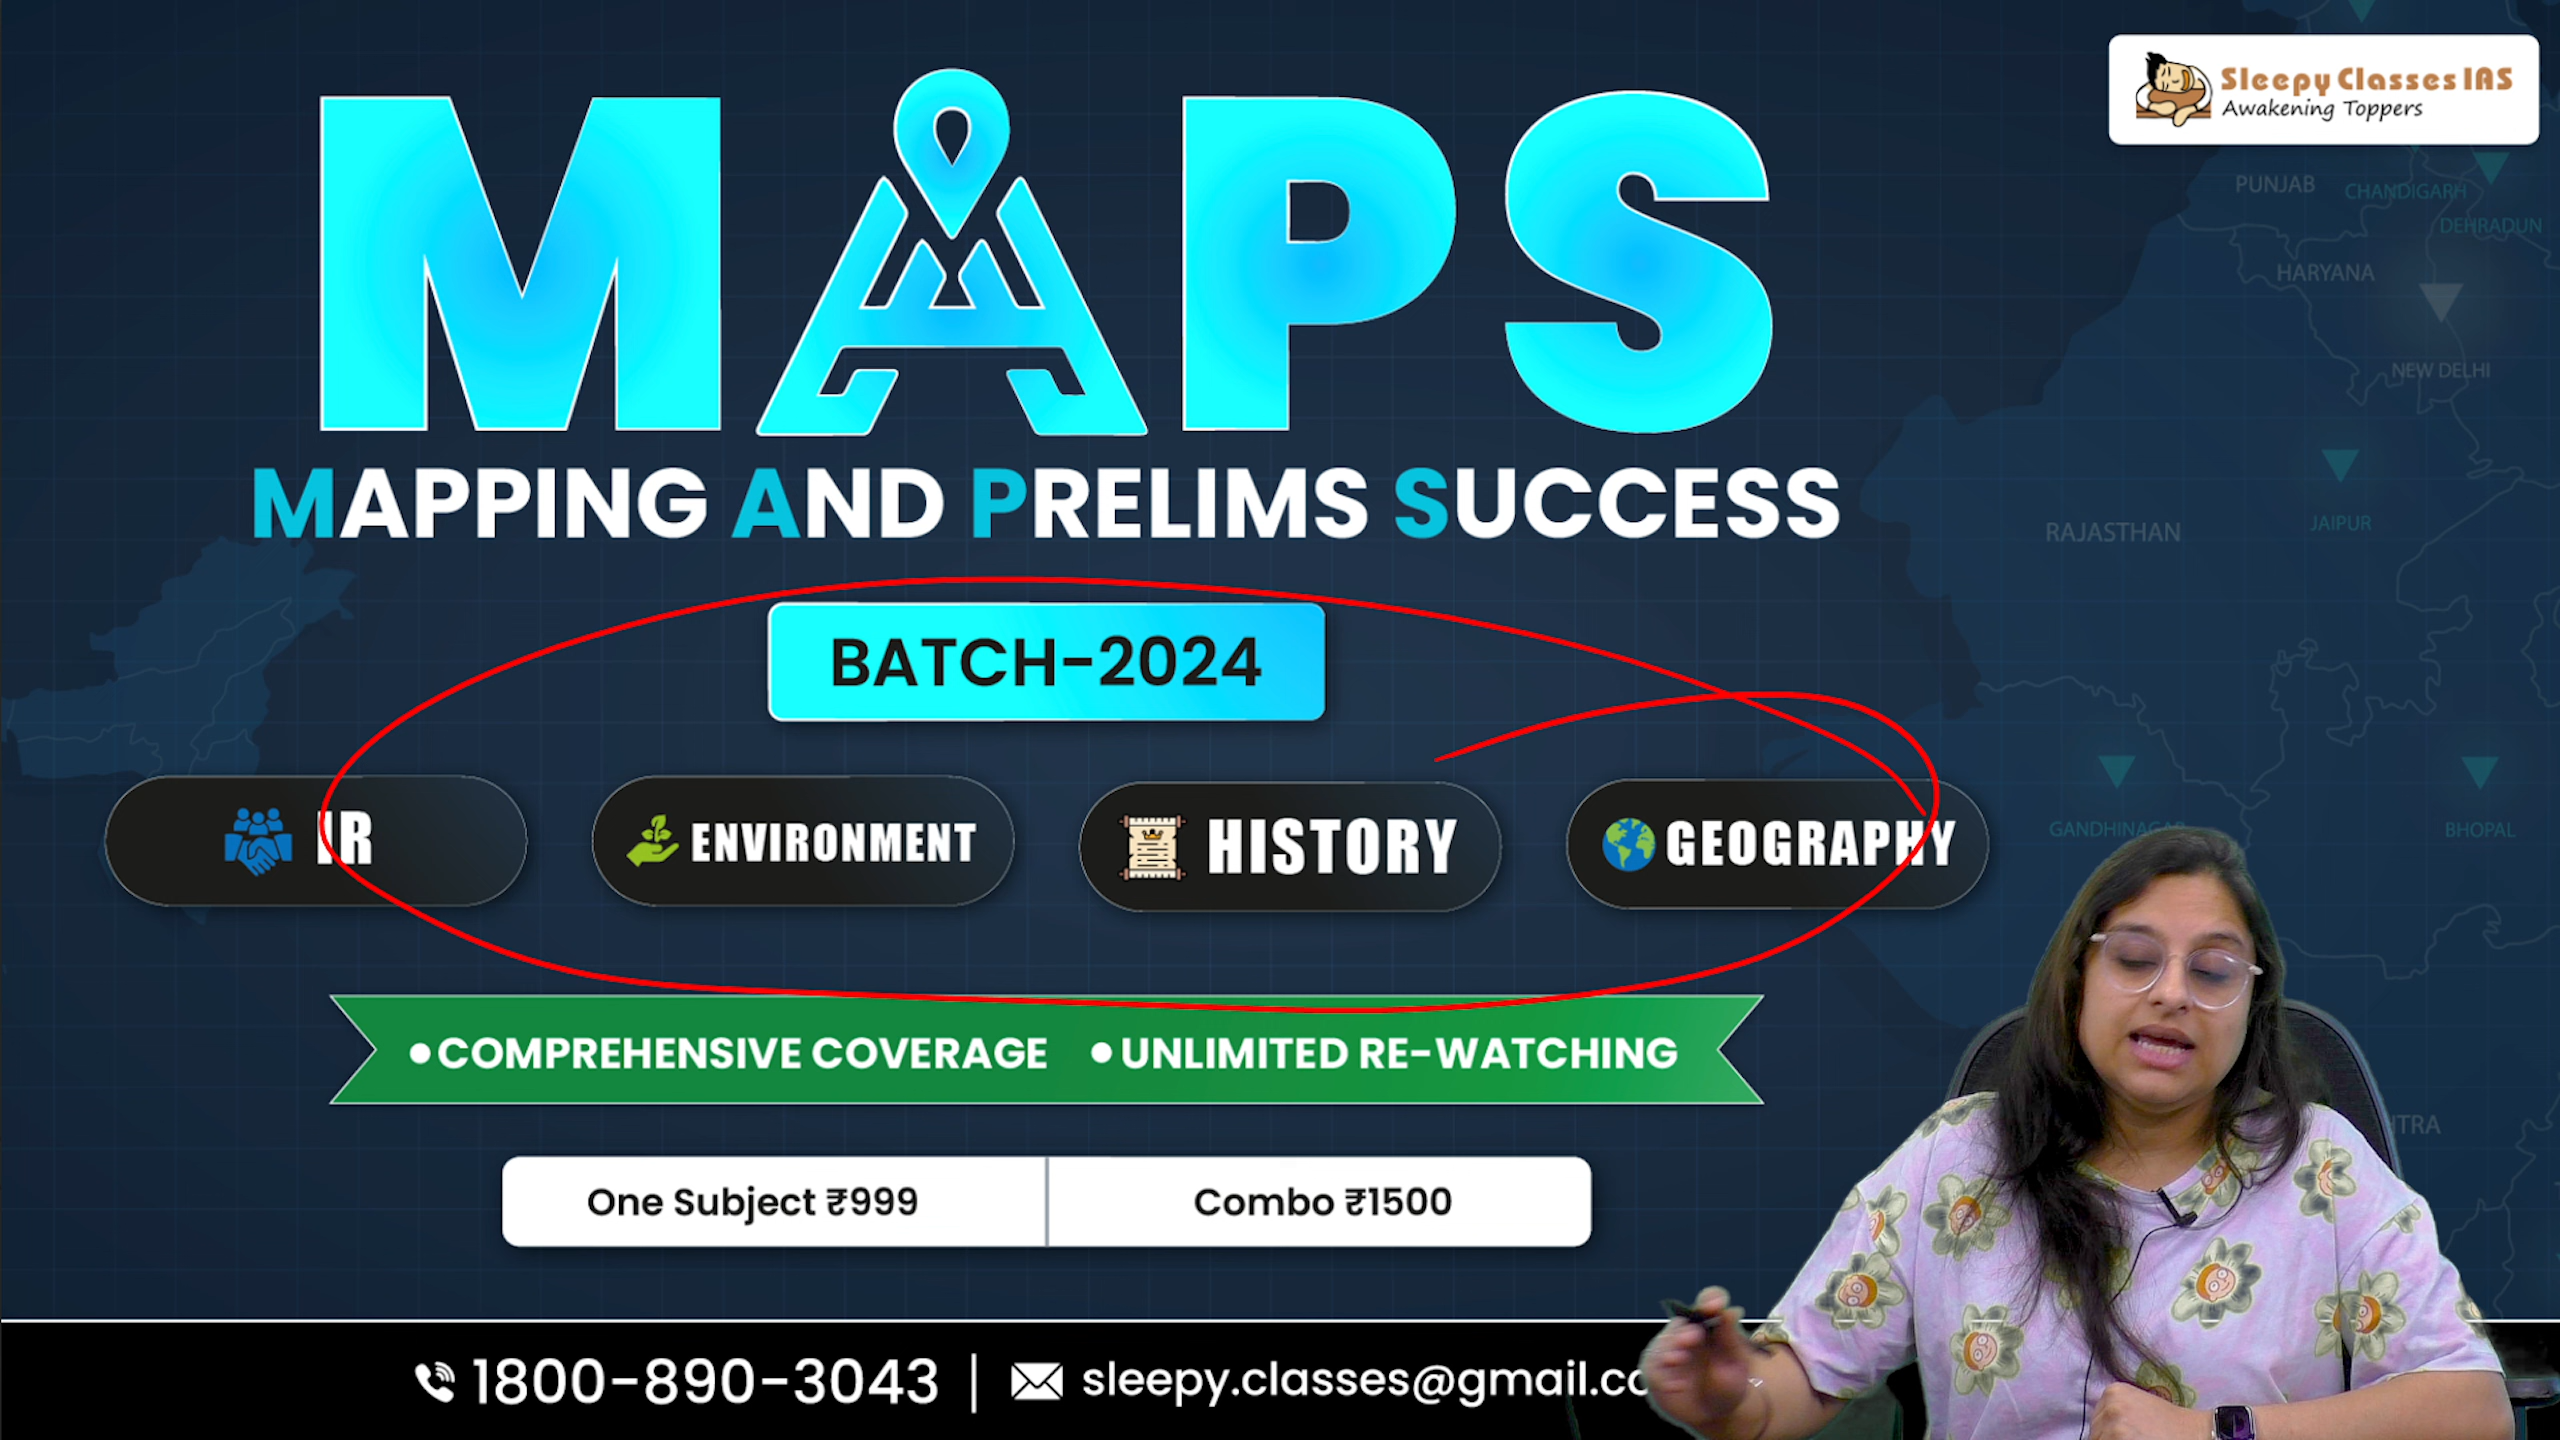 MAPS
Sleepy Classes IAS
Awakening Toppers
PUNJAB
CHANDIGARH
DEHRADUN
HARYANA
NEW DELHI
MAPPING AND PRELIMS SUCCESS
RAJASTHAN
JAIPUR
BATCH-2024
IR
ENVIRONMENT
HISTORY
GEOGRAPHY
GANDHINAGAR
BHOPAL
• COMPREHENSIVE COVERAGE • UNLIMITED RE-WATCHING
One Subject ₹999
Combo ₹1500
1800-890-3043 | sleepy.classes@gmail.co